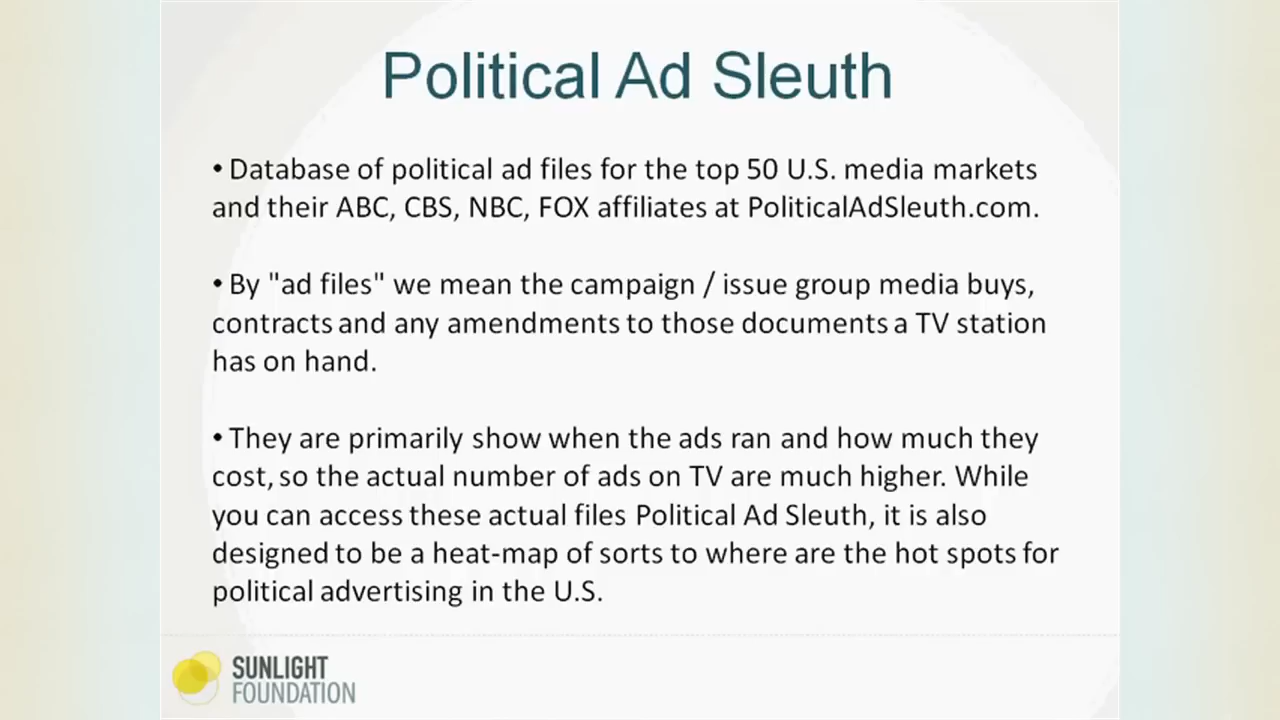 Political Ad Sleuth
• Database of political ad files for the top 50 U.S. media markets
and their ABC, CBS, NBC, FOX affiliates at PoliticalAdSleuth.com.
• By "ad files" we mean the campaign / issue group media buys,
contracts and any amendments to those documents a TV station
has on hand.
• They are primarily show when the ads ran and how much they
cost, so the actual number of ads on TV are much higher. While
you can access these actual files Political Ad Sleuth, it is also
designed to be a heat-map of sorts to where are the hot spots for
political advertising in the U.S.
SUNLIGHT
FOUNDATION